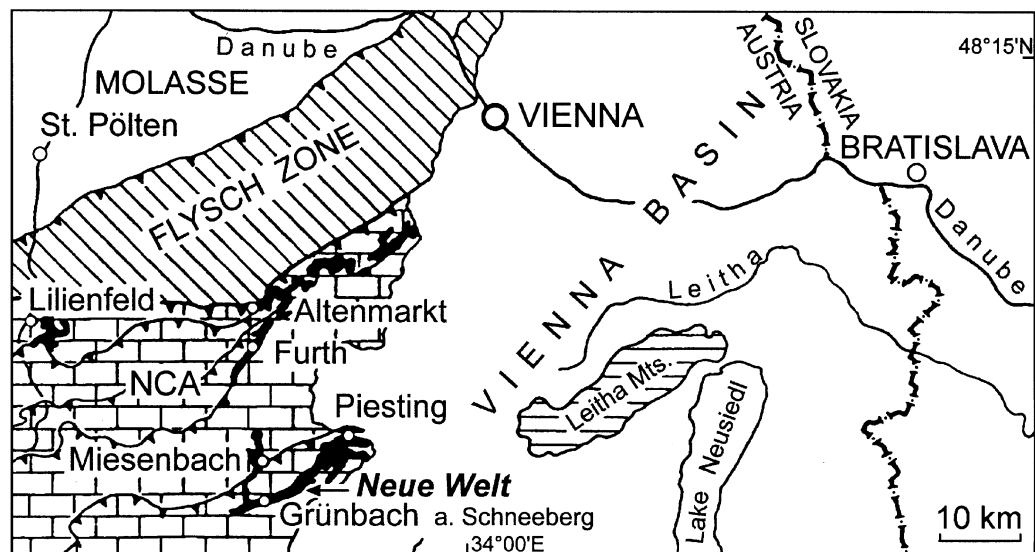 Danube
48°15'N
MOLASSE
SLOVAKIA
AUSTRIA
St. Pölten
VIENNA
BRATISLAVA
FLYSCH ZONE
VIENNA BASIN
Danube
Leitha
Lilienfeld
Altenmarkt
Furth
NCA
Leitha Mts.
Piesting
Lake Neusiedl
Miesenbach
Neue Welt
Grünbach a. Schneeberg
10 km
34°00'E